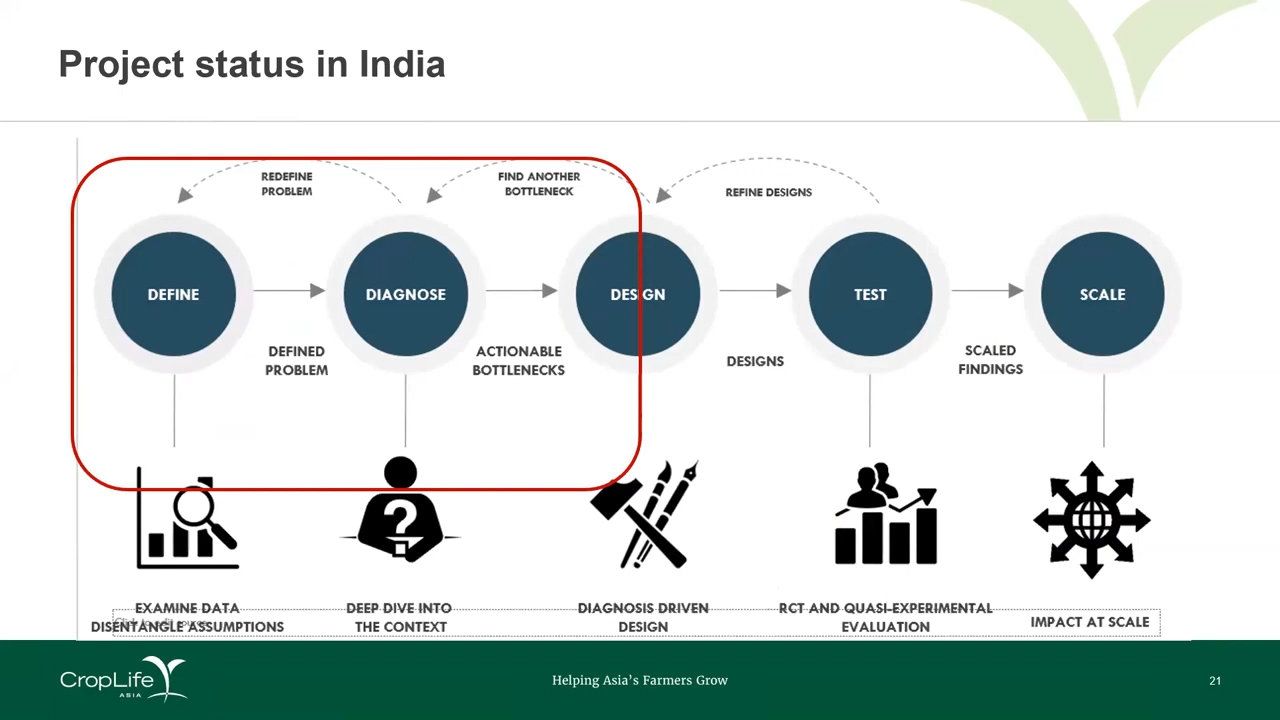 Project status in India
REDEFINE
PROBLEM
FIND ANOTHER
BOTTLENECK
REFINE DESIGNS
DEFINE
DIAGNOSE
DESIGN
TEST
SCALE
DEFINED
PROBLEM
ACTIONABLE
BOTTLENECKS
DESIGNS
SCALED
FINDINGS
?
EXAMINE DATA
DISENTANGLE ASSUMPTIONS
DEEP DIVE INTO
THE CONTEXT
DIAGNOSIS DRIVEN
DESIGN
RCT AND QUASI-EXPERIMENTAL
EVALUATION
IMPACT AT SCALE
CropLife
ASIA
Helping Asia's Farmers Grow
21